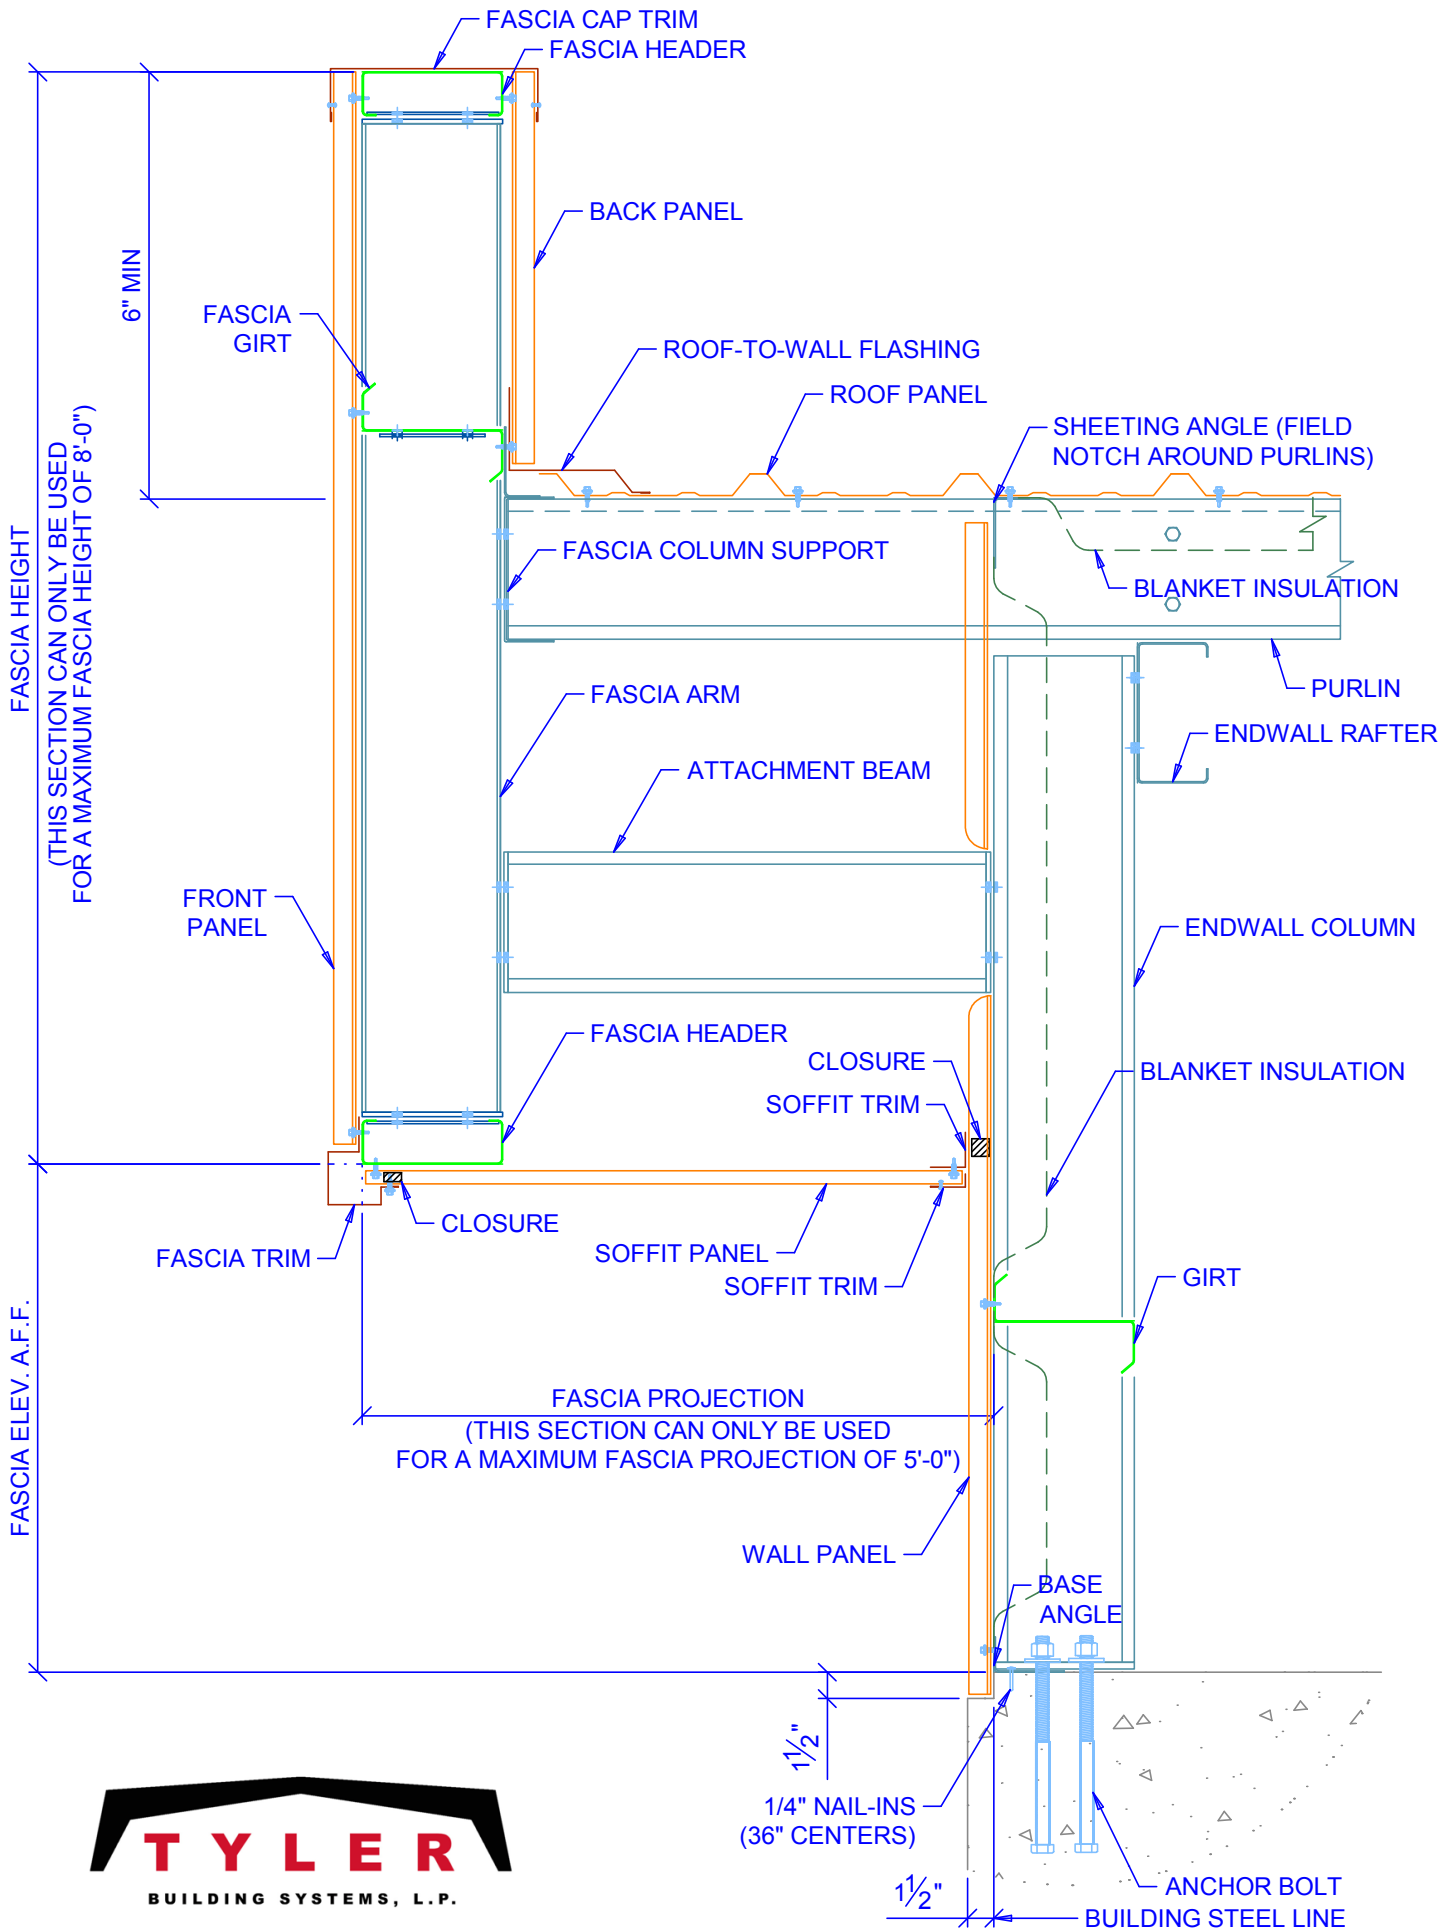 FASCIA CAP TRIM
FASCIA HEADER
BACK PANEL
6" MIN
FASCIA
GIRT
ROOF-TO-WALL FLASHING
ROOF PANEL
SHEETING ANGLE (FIELD
NOTCH AROUND PURLINS)
FASCIA HEIGHT
(THIS SECTION CAN ONLY BE USED
FOR A MAXIMUM FASCIA HEIGHT OF 8'-0")
FASCIA COLUMN SUPPORT
BLANKET INSULATION
FASCIA ARM
PURLIN
ENDWALL RAFTER
ATTACHMENT BEAM
FRONT
PANEL
ENDWALL COLUMN
FASCIA HEADER
CLOSURE
BLANKET INSULATION
SOFFIT TRIM
CLOSURE
FASCIA TRIM
SOFFIT PANEL
SOFFIT TRIM
GIRT
FASCIA ELEV. A.F.F.
FASCIA PROJECTION
(THIS SECTION CAN ONLY BE USED
FOR A MAXIMUM FASCIA PROJECTION OF 5'-0")
WALL PANEL
BASE
ANGLE
1 1/2"
1/4" NAIL-INS
(36" CENTERS)
1 1/2"
ANCHOR BOLT
BUILDING STEEL LINE
TYLER
BUILDING SYSTEMS, L.P.